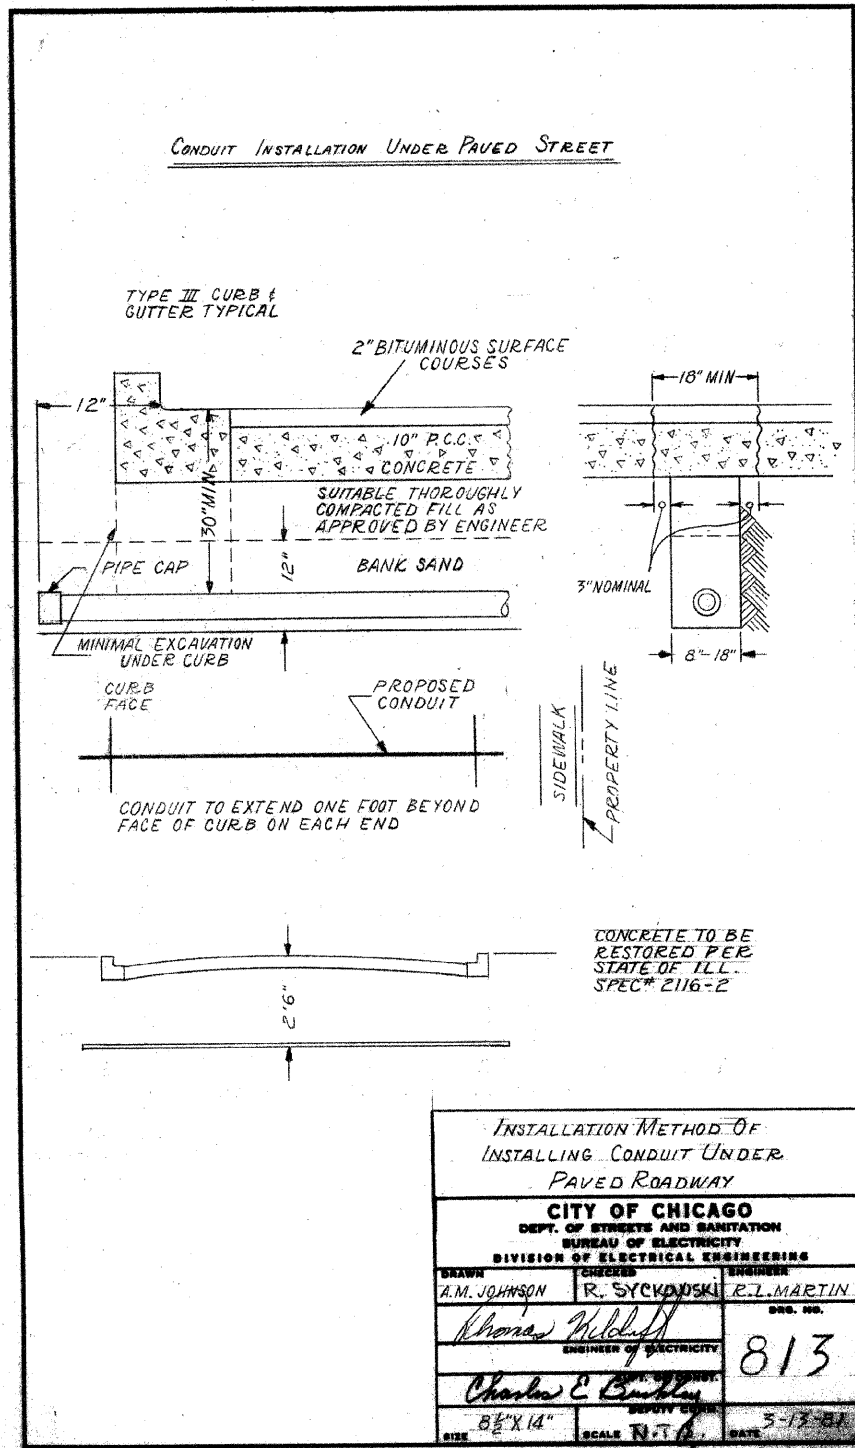 CONDUIT INSTALLATION UNDER PAVED STREET
TYPE III CURB &
GUTTER TYPICAL
2" BITUMINOUS SURFACE
COURSES
12"
18" MIN
10" P.C.C.
CONCRETE
30" MIN
SUITABLE THOROUGHLY
COMPACTED FILL AS
APPROVED BY ENGINEER
12"
PIPE CAP
BANK SAND
3" NOMINAL
MINIMAL EXCAVATION
UNDER CURB
8"-18"
CURB
FACE
PROPOSED
CONDUIT
SIDEWALK
PROPERTY LINE
CONDUIT TO EXTEND ONE FOOT BEYOND
FACE OF CURB ON EACH END
2'6"
CONCRETE TO BE
RESTORED PER
STATE OF ILL.
SPEC# 2116-2
INSTALLATION METHOD OF
INSTALLING CONDUIT UNDER
PAVED ROADWAY
CITY OF CHICAGO
DEPT. OF STREETS AND SANITATION
BUREAU OF ELECTRICITY
DIVISION OF ELECTRICAL ENGINEERING
DRAWN CHECKED ENGINEER
A.M. JOHNSON R. SYCKOWSKI R.L. MARTIN
DRG. NO.
Thomas
ENGINEER OF ELECTRICITY
813
Charles E
DEPUTY COMR.
SIZE 8½" X 14" SCALE N.T.S. DATE 3-13-81